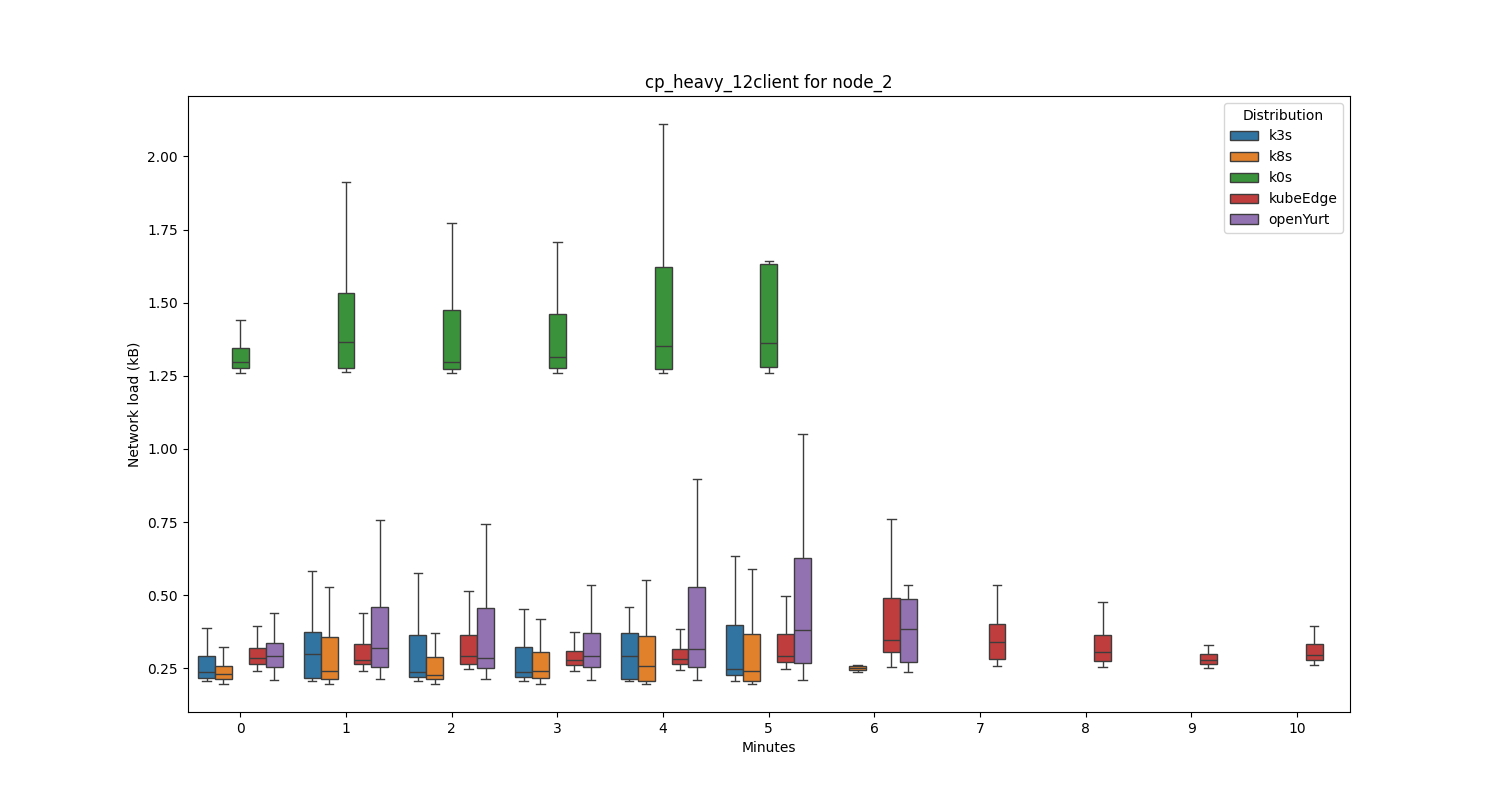 cp_heavy_12client for node_2
Distribution
k3s
k8s
k0s
kubeEdge
openYurt
Network load (kB)
2.00
1.75
1.50
1.25
1.00
0.75
0.50
0.25
0 1 2 3 4 5 6 7 8 9 10
Minutes